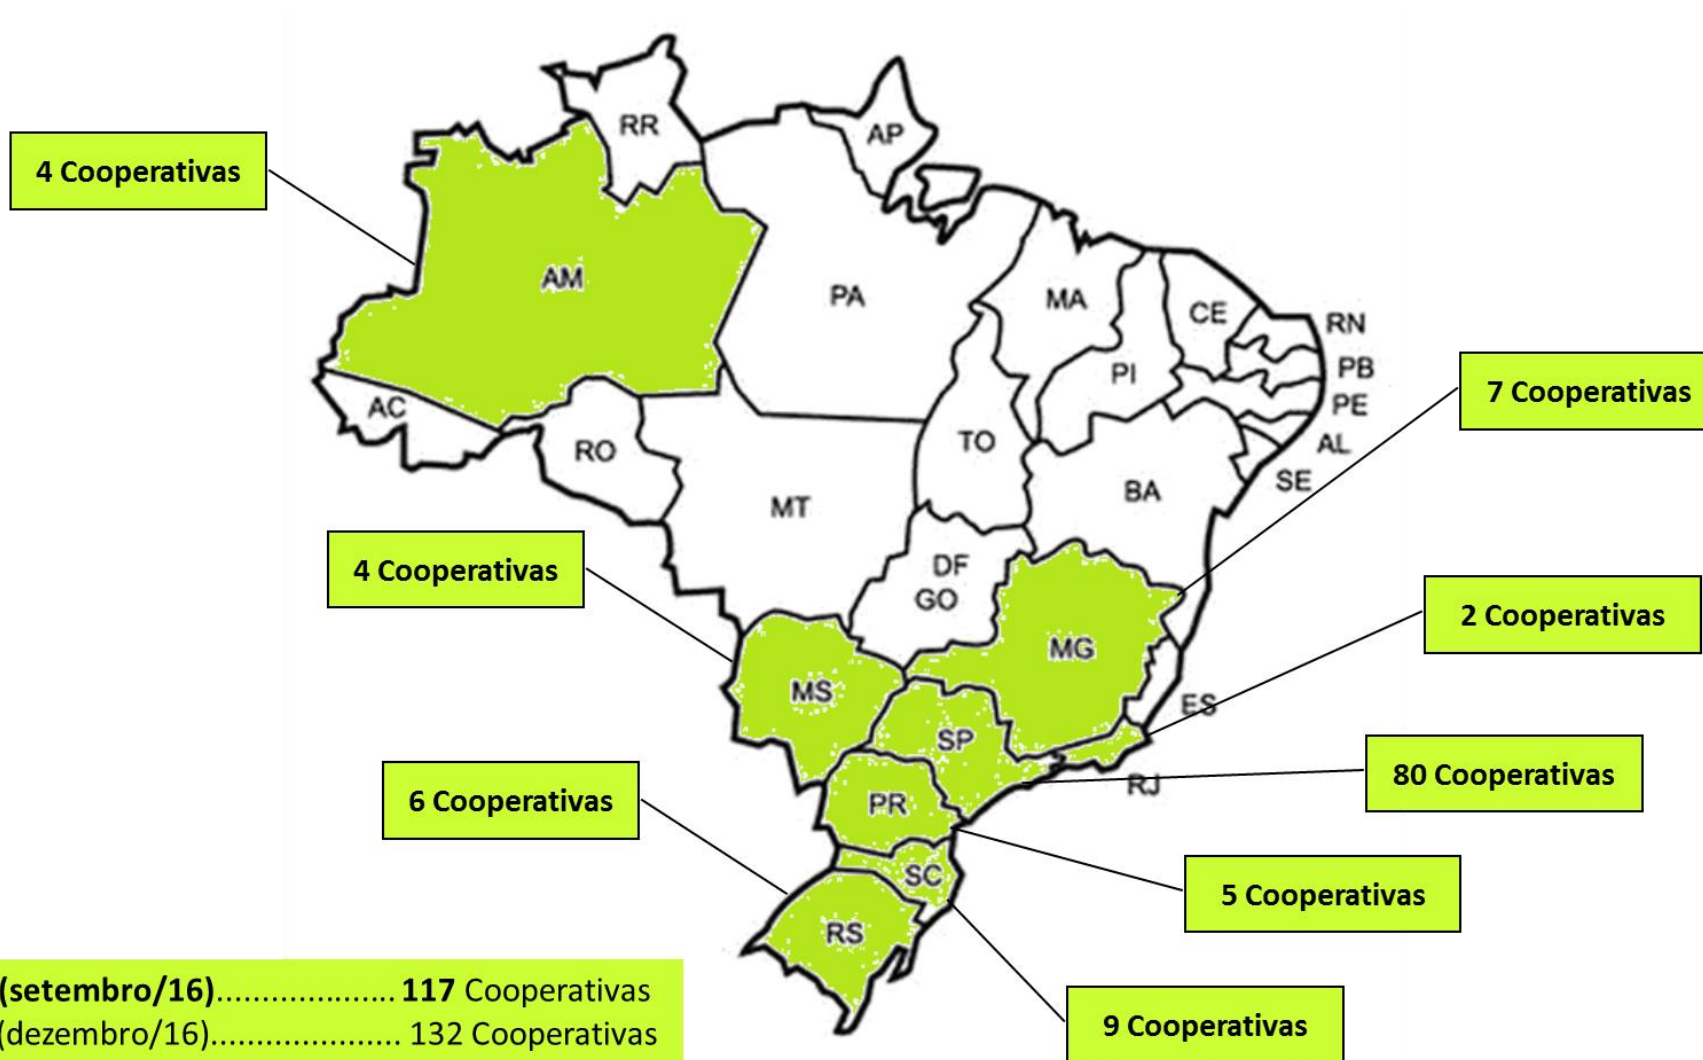 RR
AP
4 Cooperativas
AM
PA
MA
CE
RN
PB
PI
PE
7 Cooperativas
AC
TO
AL
RO
SE
BA
MT
4 Cooperativas
DF
GO
2 Cooperativas
MG
MS
ES
SP
80 Cooperativas
RJ
6 Cooperativas
PR
SC
5 Cooperativas
RS
(setembro/16).................... 117 Cooperativas
9 Cooperativas
(dezembro/16)..................... 132 Cooperativas